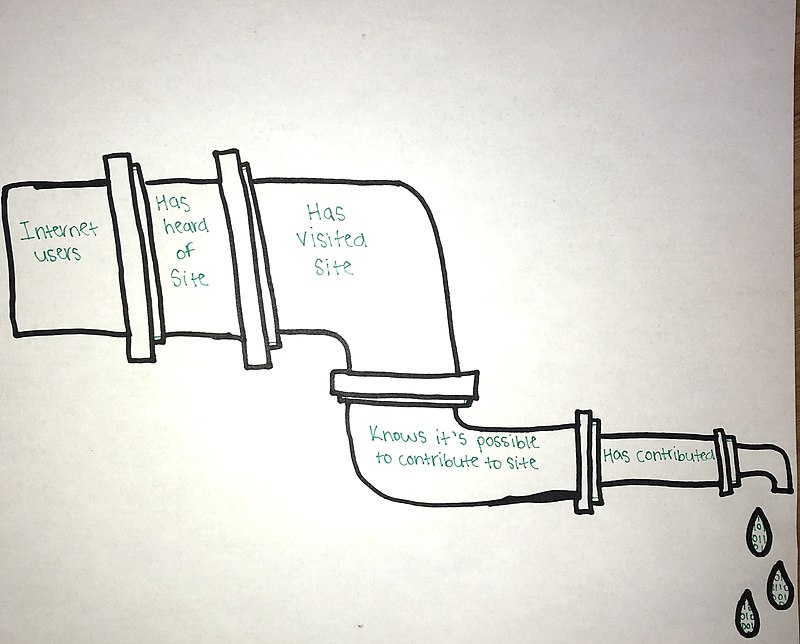 Internet
users
Has
heard
of
Site
Has
visited
site
Knows it's possible
to contribute to site
Has contributed